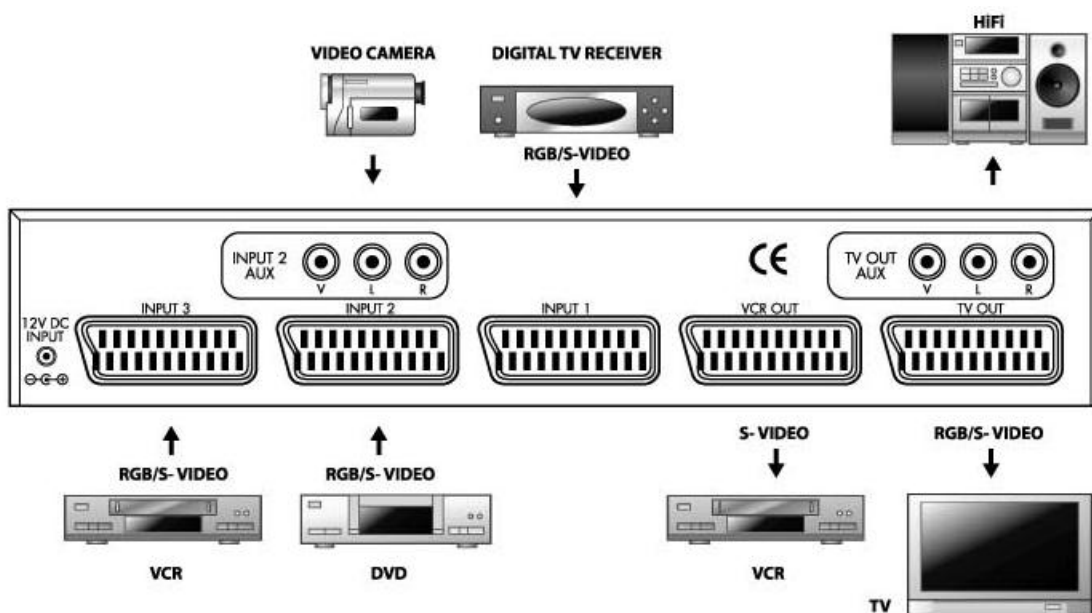 HiFi
VIDEO CAMERA
DIGITAL TV RECEIVER
RGB/S-VIDEO
INPUT 2
AUX
V L R
CE
TV OUT
AUX
V L R
12V DC
INPUT
INPUT 3
INPUT 2
INPUT 1
VCR OUT
TV OUT
RGB/S- VIDEO
VCR
RGB/S- VIDEO
DVD
S- VIDEO
VCR
RGB/S- VIDEO
TV